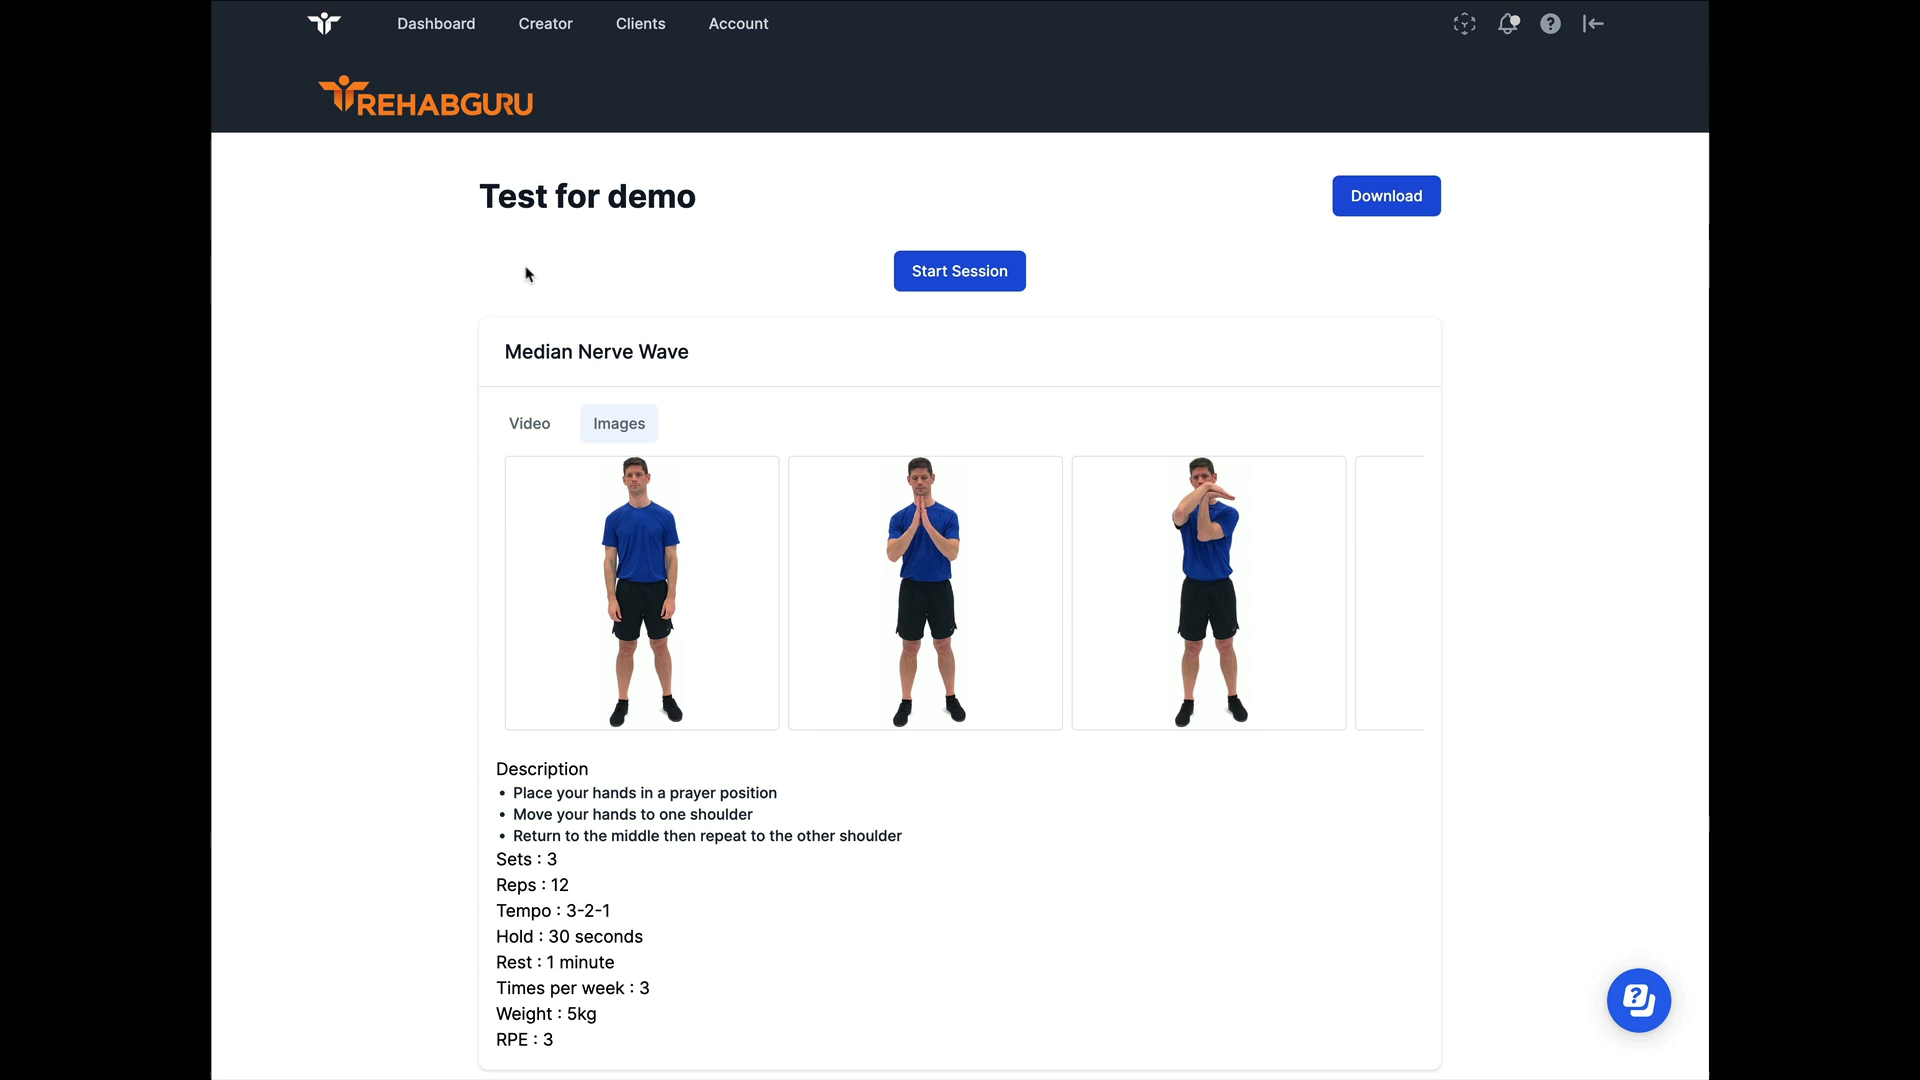 Dashboard Creator Clients Account
REHABGURU
Test for demo
Download
Start Session
Median Nerve Wave
Video Images
Description
• Place your hands in a prayer position
• Move your hands to one shoulder
• Return to the middle then repeat to the other shoulder
Sets : 3
Reps : 12
Tempo : 3-2-1
Hold : 30 seconds
Rest : 1 minute
Times per week : 3
Weight : 5kg
RPE : 3